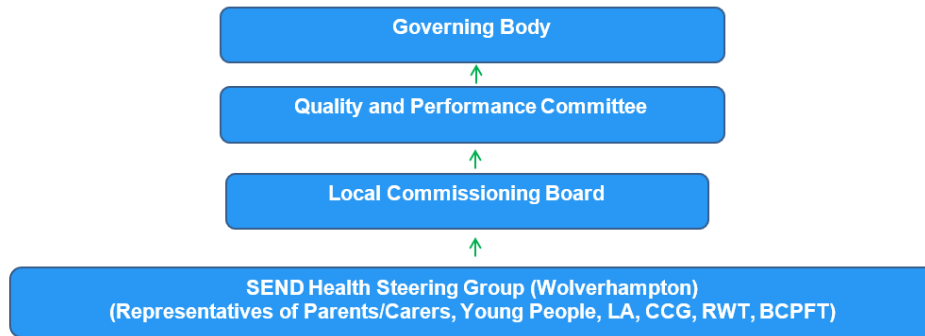 Governing Body
Quality and Performance Committee
Local Commissioning Board
SEND Health Steering Group (Wolverhampton)
(Representatives of Parents/Carers, Young People, LA, CCG, RWT, BCPFT)